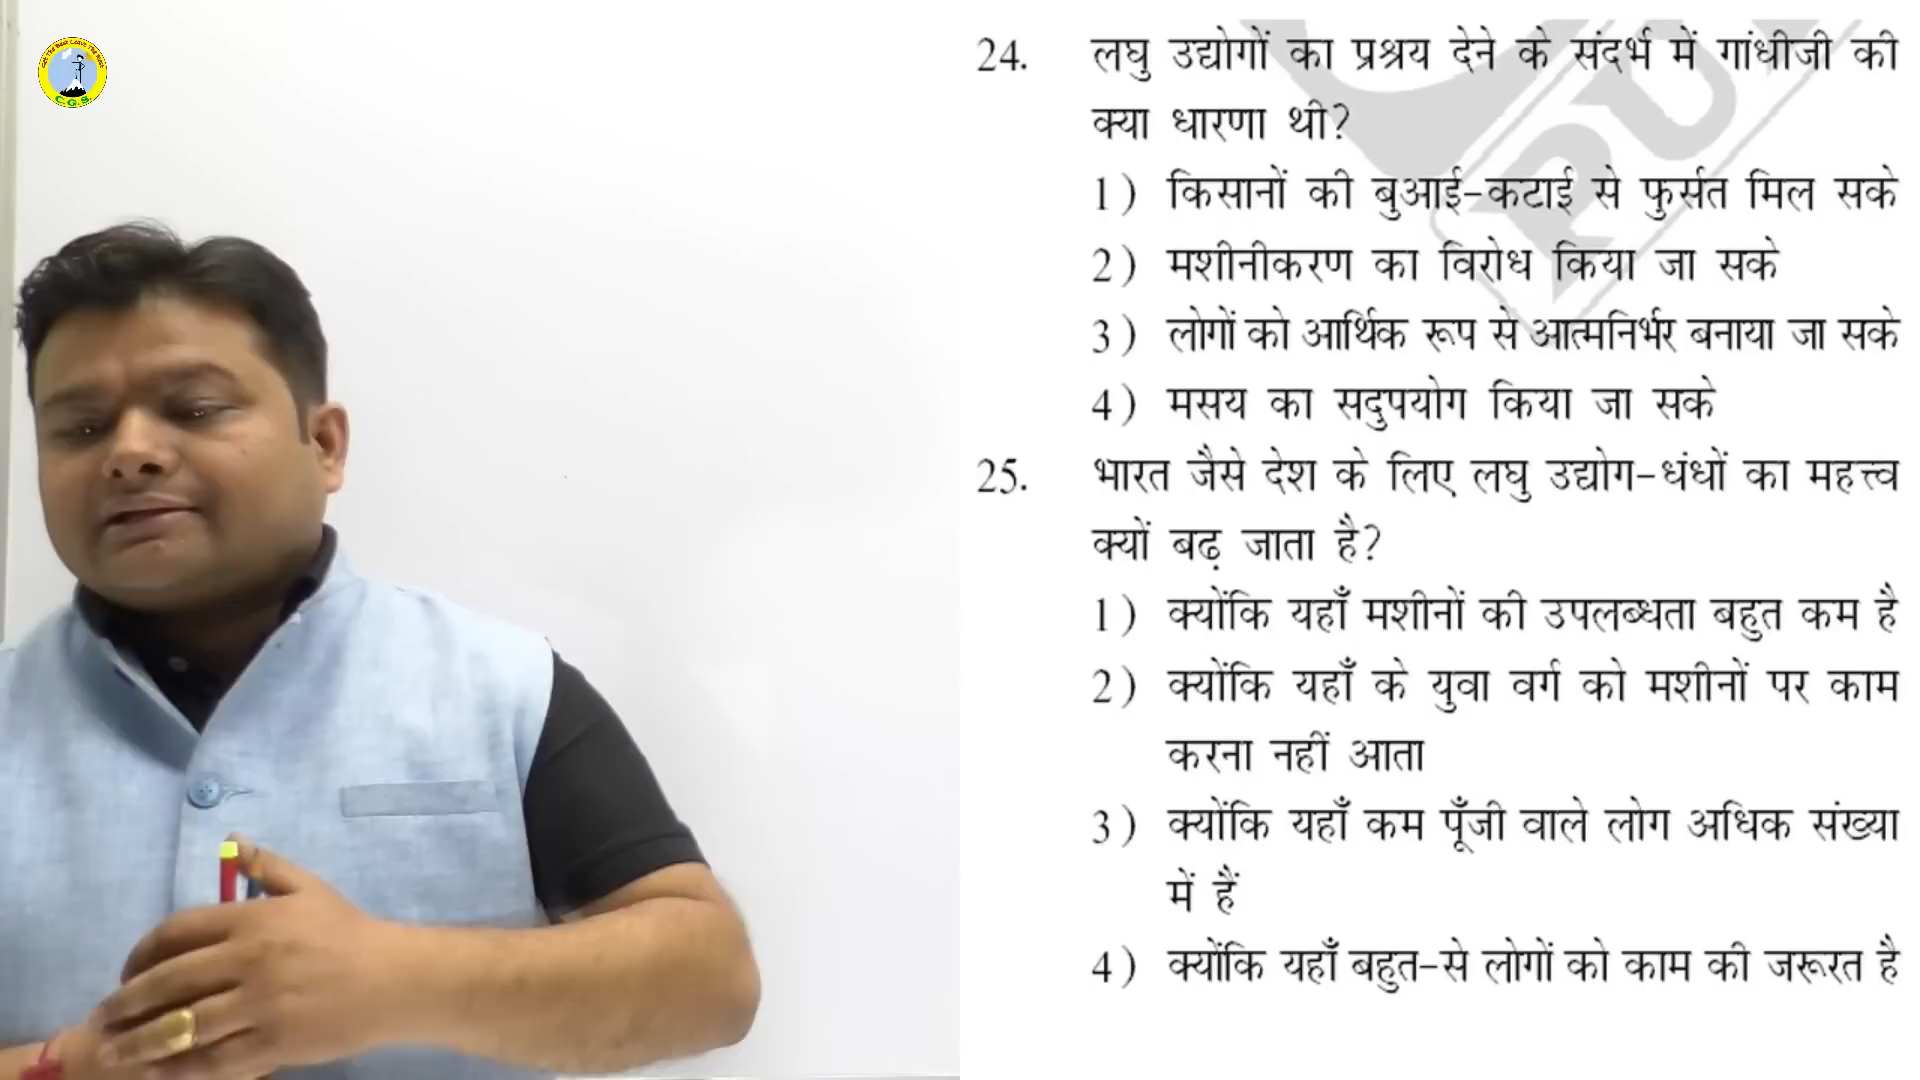 24. लघु उद्योगों का प्रश्रय देने के संदर्भ में गांधीजी की
क्या धारणा थी?
1) किसानों की बुआई-कटाई से फुर्सत मिल सके
2) मशीनीकरण का विरोध किया जा सके
3) लोगों को आर्थिक रूप से आत्मनिर्भर बनाया जा सके
4) मसय का सदुपयोग किया जा सके
25. भारत जैसे देश के लिए लघु उद्योग-धंधों का महत्त्व
क्यों बढ़ जाता है?
1) क्योंकि यहाँ मशीनों की उपलब्धता बहुत कम है
2) क्योंकि यहाँ के युवा वर्ग को मशीनों पर काम
करना नहीं आता
3) क्योंकि यहाँ कम पूँजी वाले लोग अधिक संख्या
में हैं
4) क्योंकि यहाँ बहुत-से लोगों को काम की जरूरत है
C.G.S.